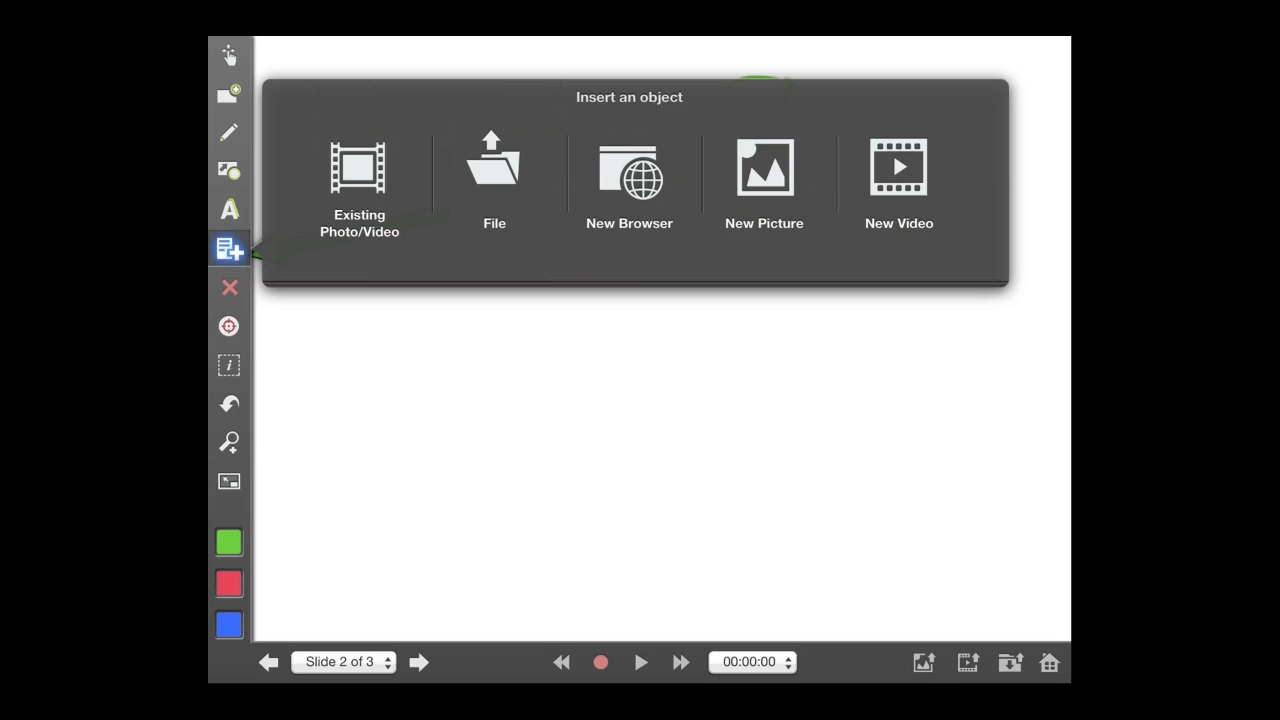 Insert an object
Existing
Photo/Video
File
New Browser
New Picture
New Video
A
i
Slide 2 of 3
00:00:00